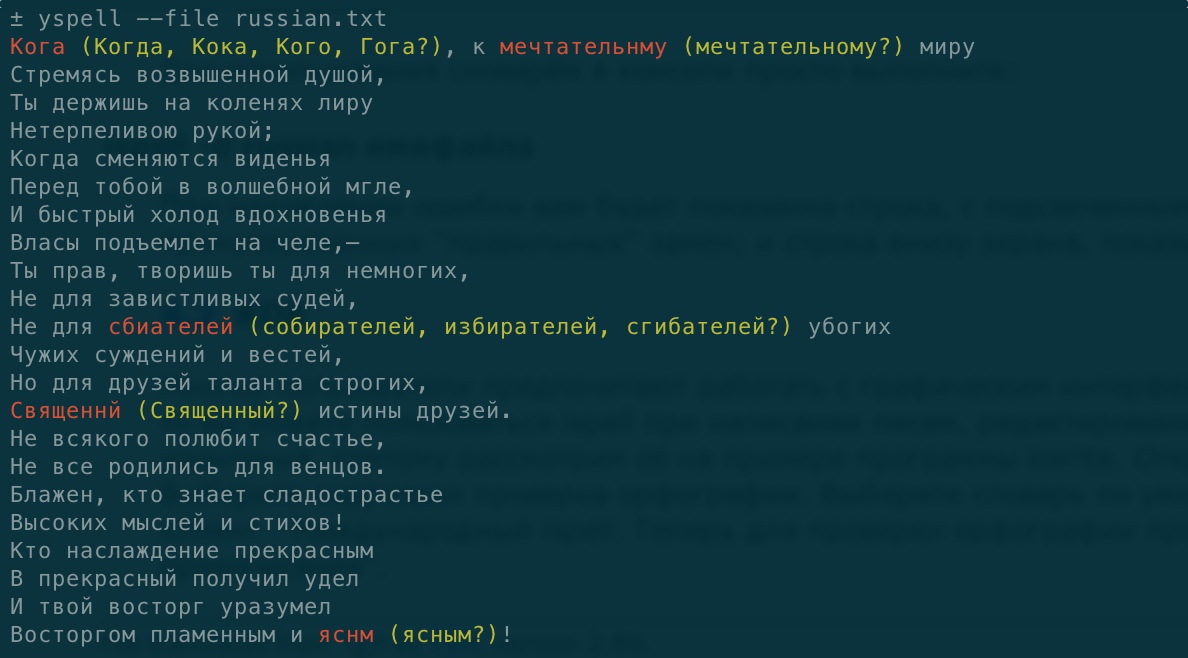 ± yspell --file russian.txt
Кога (Когда, Кока, Кого, Гога?), к мечтательнму (мечтательному?) миру
Стремясь возвышенной душой,
Ты держишь на коленях лиру
Нетерпеливою рукой;
Когда сменяются виденья
Перед тобой в волшебной мгле,
И быстрый холод вдохновенья
Власы подъемлет на челе,—
Ты прав, творишь ты для немногих,
Не для завистливых судей,
Не для сбиателей (собирателей, избирателей, сгибателей?) убогих
Чужих суждений и вестей,
Но для друзей таланта строгих,
Священнй (Священный?) истины друзей.
Не всякого полюбит счастье,
Не все родились для венцов.
Блажен, кто знает сладострастье
Высоких мыслей и стихов!
Кто наслаждение прекрасным
В прекрасный получил удел
И твой восторг уразумел
Восторгом пламенным и яснм (ясным?)!